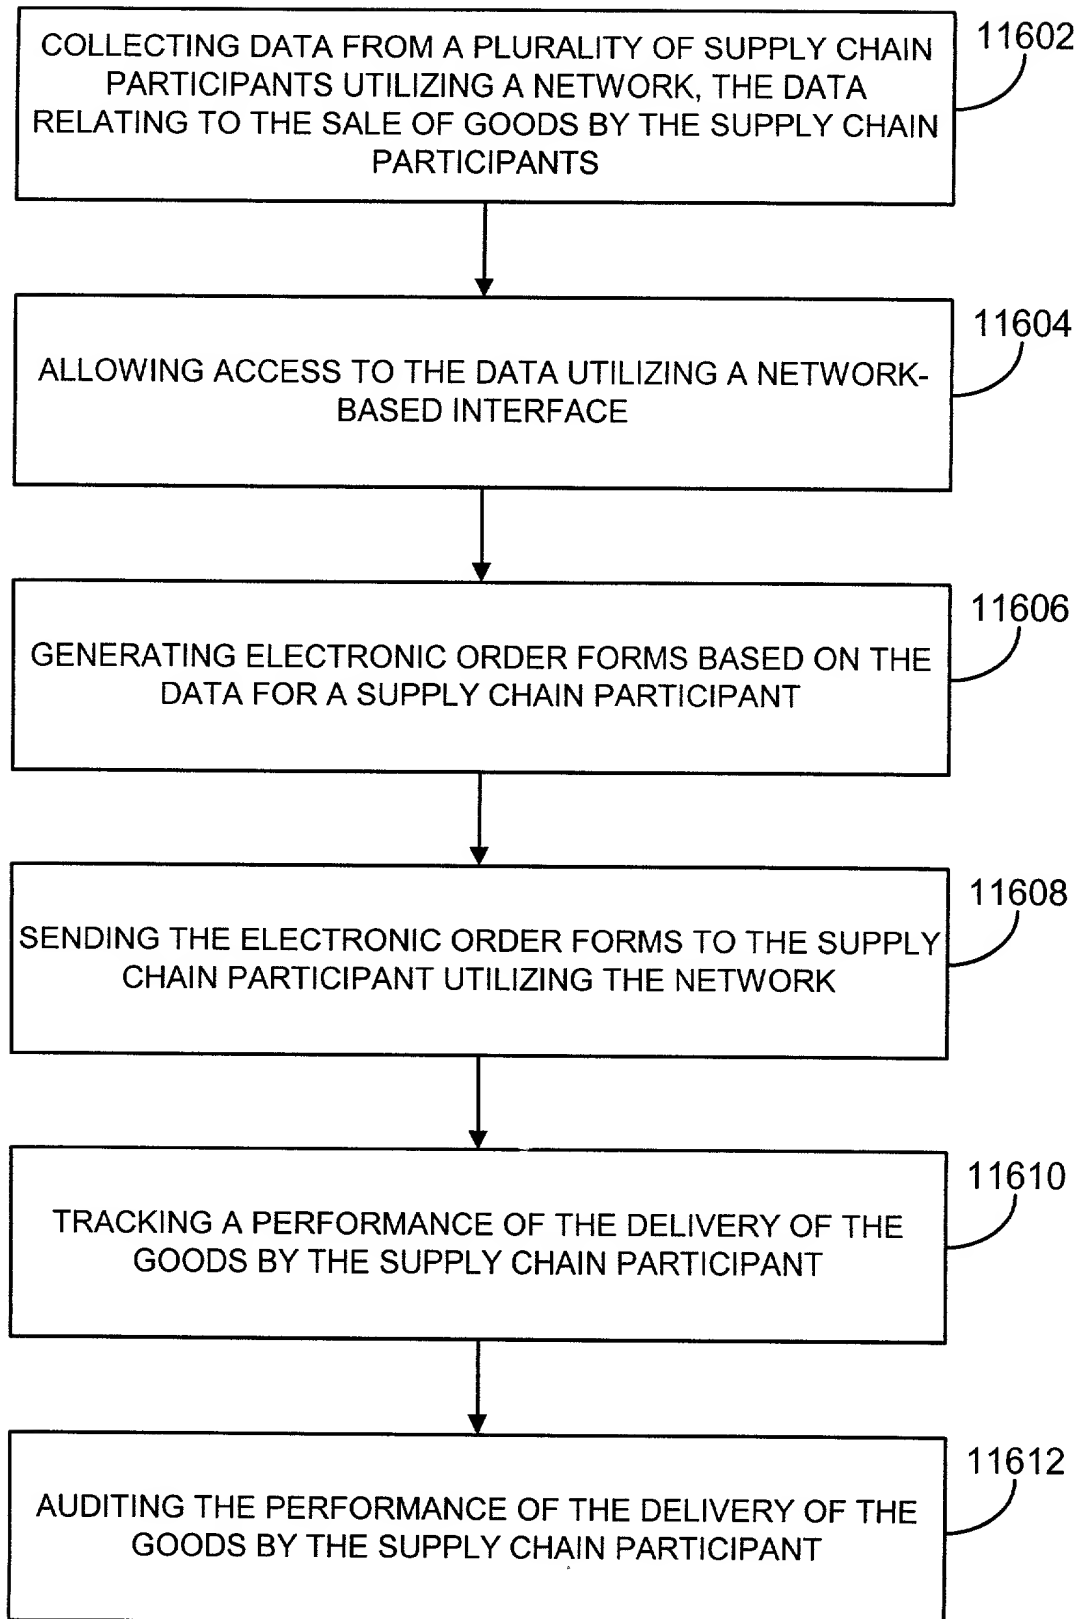 COLLECTING DATA FROM A PLURALITY OF SUPPLY CHAIN
PARTICIPANTS UTILIZING A NETWORK, THE DATA
RELATING TO THE SALE OF GOODS BY THE SUPPLY CHAIN
PARTICIPANTS
11602
ALLOWING ACCESS TO THE DATA UTILIZING A NETWORK-
BASED INTERFACE
11604
GENERATING ELECTRONIC ORDER FORMS BASED ON THE
DATA FOR A SUPPLY CHAIN PARTICIPANT
11606
SENDING THE ELECTRONIC ORDER FORMS TO THE SUPPLY
CHAIN PARTICIPANT UTILIZING THE NETWORK
11608
TRACKING A PERFORMANCE OF THE DELIVERY OF THE
GOODS BY THE SUPPLY CHAIN PARTICIPANT
11610
AUDITING THE PERFORMANCE OF THE DELIVERY OF THE
GOODS BY THE SUPPLY CHAIN PARTICIPANT
11612